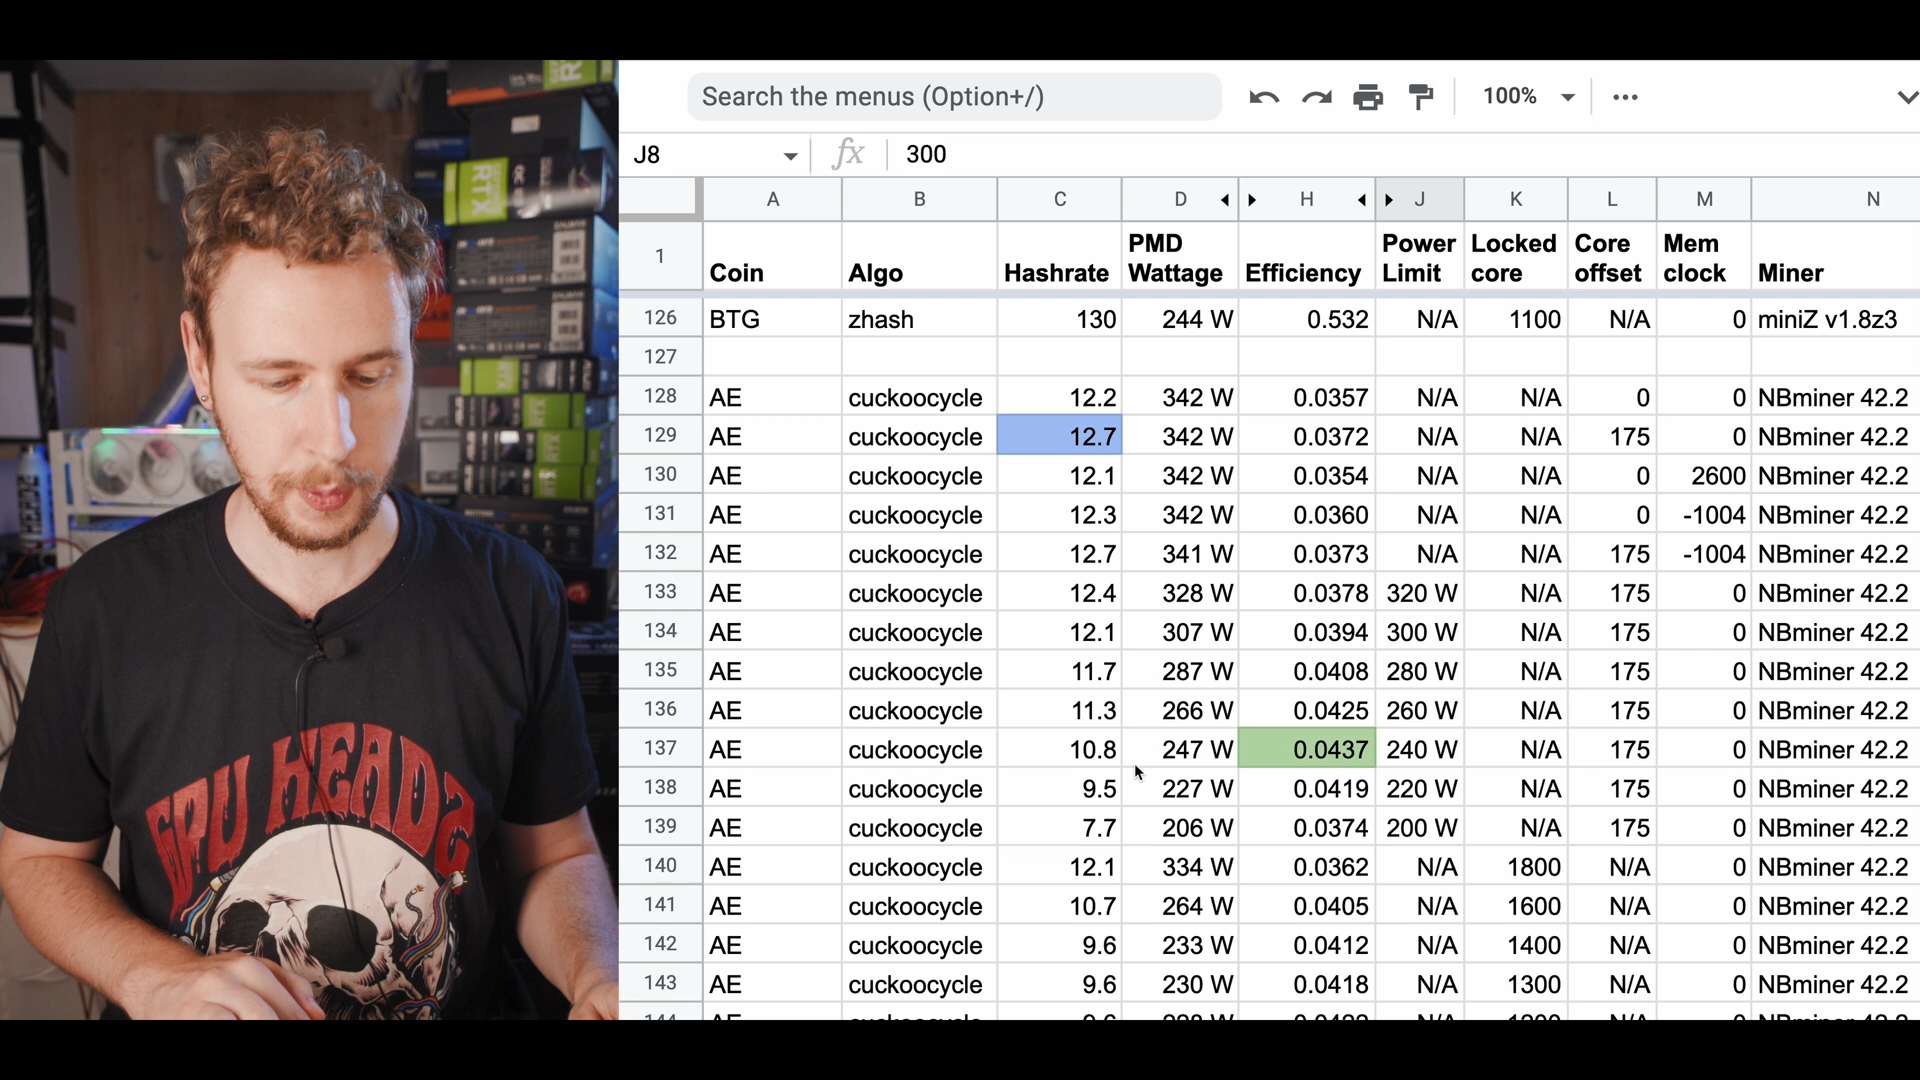 Search the menus (Option+/)
100%
J8
fx
300
A B C D H J K L M N
1 Coin Algo Hashrate PMD Wattage Efficiency Power Limit Locked core Core offset Mem clock Miner
126 BTG zhash 130 244 W 0.532 N/A 1100 N/A 0 miniZ v1.8z3
127
128 AE cuckoocycle 12.2 342 W 0.0357 N/A N/A 0 0 NBminer 42.2
129 AE cuckoocycle 12.7 342 W 0.0372 N/A N/A 175 0 NBminer 42.2
130 AE cuckoocycle 12.1 342 W 0.0354 N/A N/A 0 2600 NBminer 42.2
131 AE cuckoocycle 12.3 342 W 0.0360 N/A N/A 0 -1004 NBminer 42.2
132 AE cuckoocycle 12.7 341 W 0.0373 N/A N/A 175 -1004 NBminer 42.2
133 AE cuckoocycle 12.4 328 W 0.0378 320 W N/A 175 0 NBminer 42.2
134 AE cuckoocycle 12.1 307 W 0.0394 300 W N/A 175 0 NBminer 42.2
135 AE cuckoocycle 11.7 287 W 0.0408 280 W N/A 175 0 NBminer 42.2
136 AE cuckoocycle 11.3 266 W 0.0425 260 W N/A 175 0 NBminer 42.2
137 AE cuckoocycle 10.8 247 W 0.0437 240 W N/A 175 0 NBminer 42.2
138 AE cuckoocycle 9.5 227 W 0.0419 220 W N/A 175 0 NBminer 42.2
139 AE cuckoocycle 7.7 206 W 0.0374 200 W N/A 175 0 NBminer 42.2
140 AE cuckoocycle 12.1 334 W 0.0362 N/A 1800 N/A 0 NBminer 42.2
141 AE cuckoocycle 10.7 264 W 0.0405 N/A 1600 N/A 0 NBminer 42.2
142 AE cuckoocycle 9.6 233 W 0.0412 N/A 1400 N/A 0 NBminer 42.2
143 AE cuckoocycle 9.6 230 W 0.0418 N/A 1300 N/A 0 NBminer 42.2
GPU HEADZ
RTX